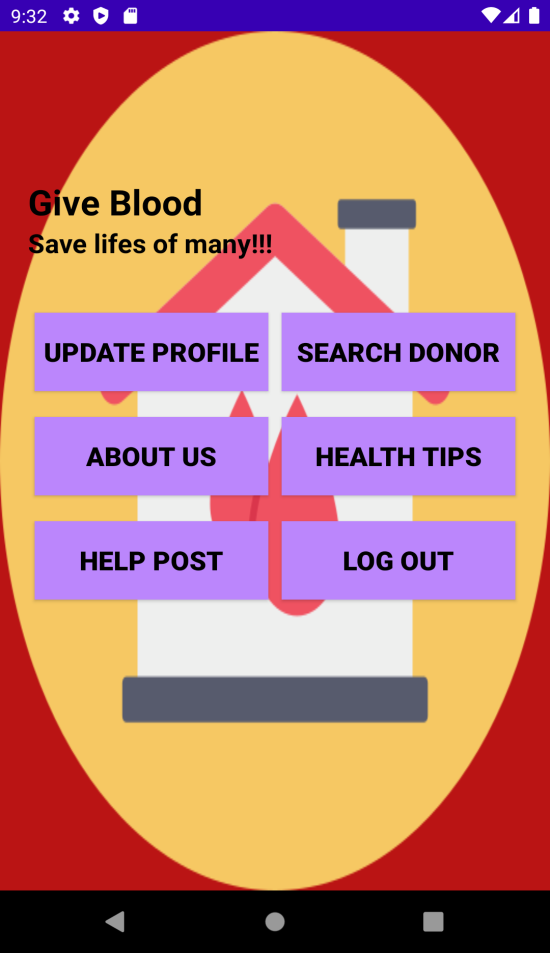 9:32
Give Blood
Save lifes of many!!!
UPDATE PROFILE
SEARCH DONOR
ABOUT US
HEALTH TIPS
HELP POST
LOG OUT